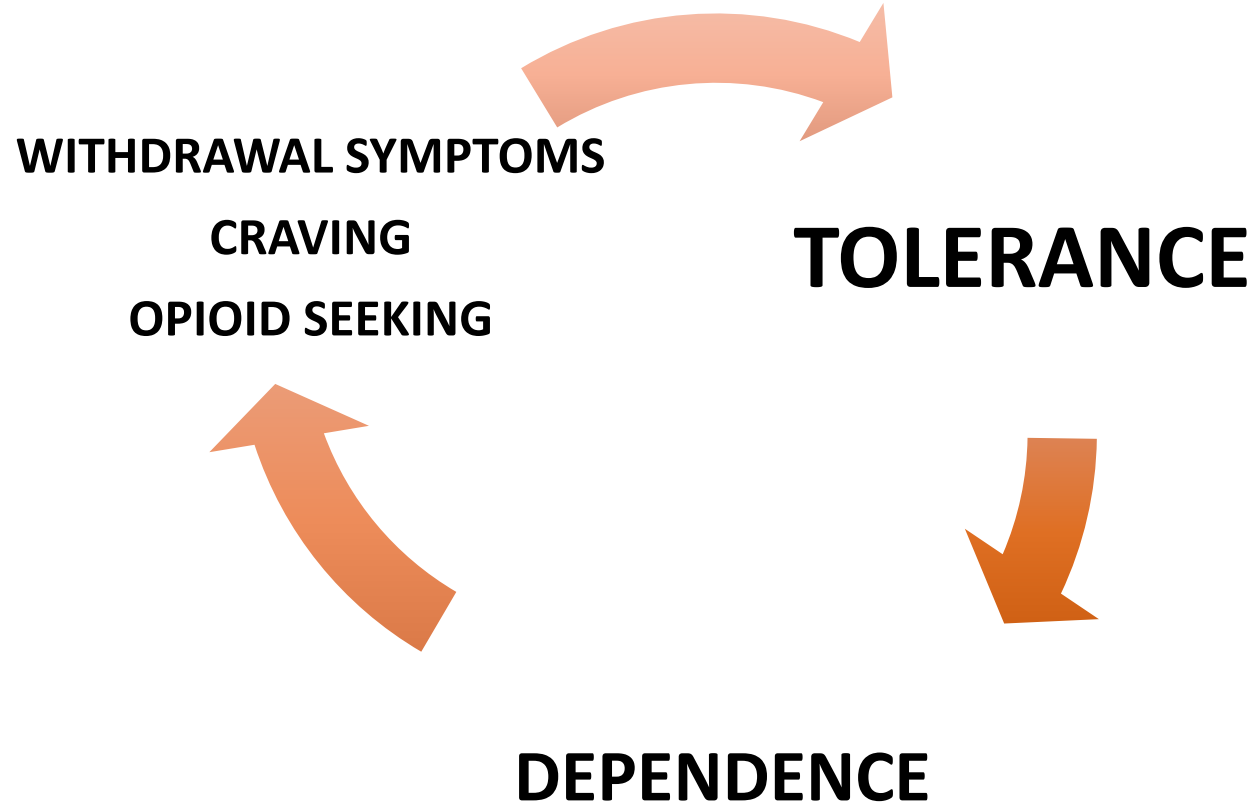 WITHDRAWAL SYMPTOMS
CRAVING
OPIOID SEEKING
TOLERANCE
DEPENDENCE